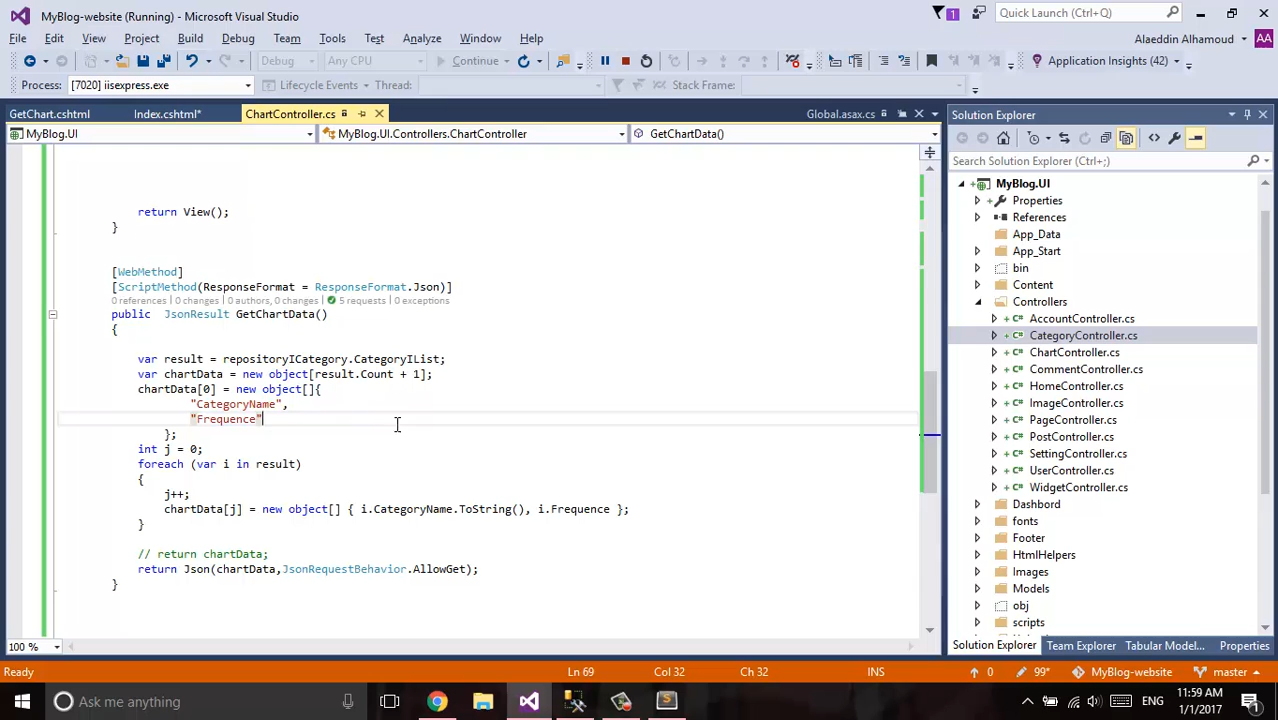 MyBlog-website (Running) - Microsoft Visual Studio
1
Quick Launch (Ctrl+Q)
File Edit View Project Build Debug Team Tools Test Analyze Window Help
Alaeddin Alhamoud AA
Debug Any CPU Continue Application Insights (42)
Process: [7020] iisexpress.exe Lifecycle Events Thread: Stack Frame:
GetChart.cshtml Index.cshtml* ChartController.cs Global.asax.cs
MyBlog.UI MyBlog.UI.Controllers.ChartController GetChartData()
return View();
}
[WebMethod]
[ScriptMethod(ResponseFormat = ResponseFormat.Json)]
0 references | 0 changes | 0 authors, 0 changes | 5 requests | 0 exceptions
public JsonResult GetChartData()
{
var result = repositoryICategory.CategoryIList;
var chartData = new object[result.Count + 1];
chartData[0] = new object[]{
"CategoryName",
"Frequence"
};
int j = 0;
foreach (var i in result)
{
j++;
chartData[j] = new object[] { i.CategoryName.ToString(), i.Frequence };
}
// return chartData;
return Json(chartData,JsonRequestBehavior.AllowGet);
}
100 %
Solution Explorer
Search Solution Explorer (Ctrl+;)
MyBlog.UI
Properties
References
App_Data
App_Start
bin
Content
Controllers
AccountController.cs
CategoryController.cs
ChartController.cs
CommentController.cs
HomeController.cs
ImageController.cs
PageController.cs
PostController.cs
SettingController.cs
UserController.cs
WidgetController.cs
Dashbord
fonts
Footer
HtmlHelpers
Images
Models
obj
scripts
Solution Explorer Team Explorer Tabular Model... Properties
Ready Ln 69 Col 32 Ch 32 INS 0 99* MyBlog-website master
Ask me anything
ENG
11:59 AM
1/1/2017
1